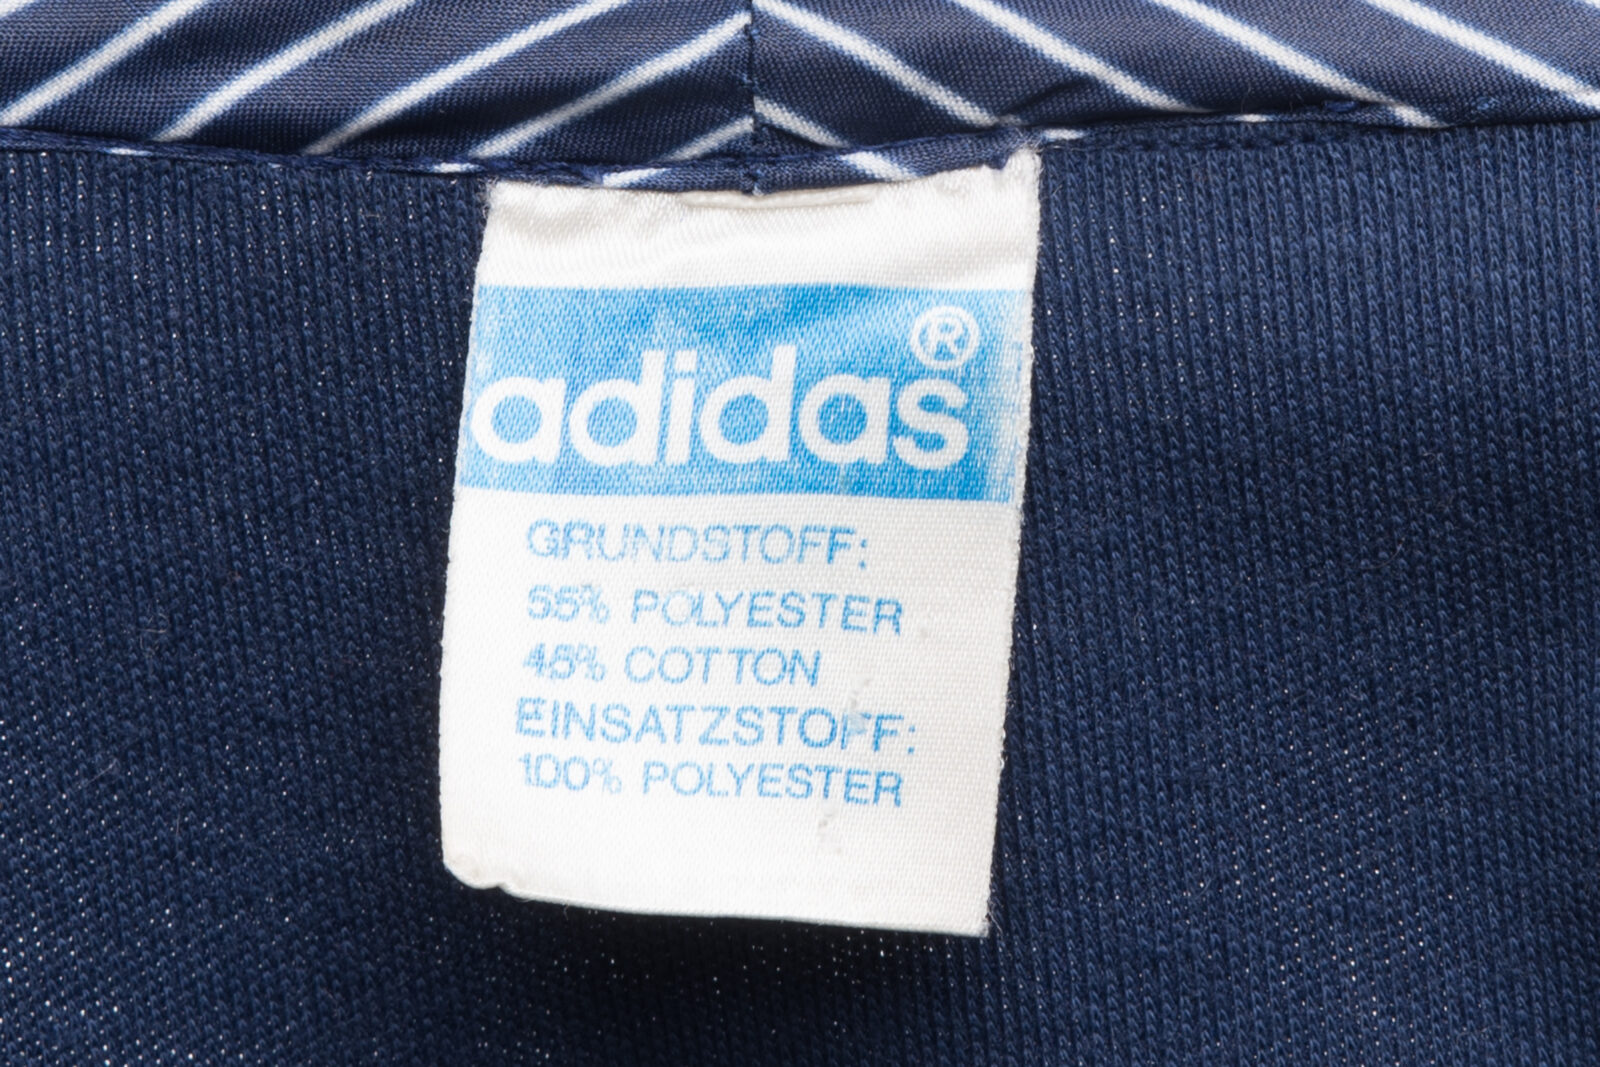 adidas®
GRUNDSTOFF:
55% POLYESTER
45% COTTON
EINSATZSTOFF:
100% POLYESTER